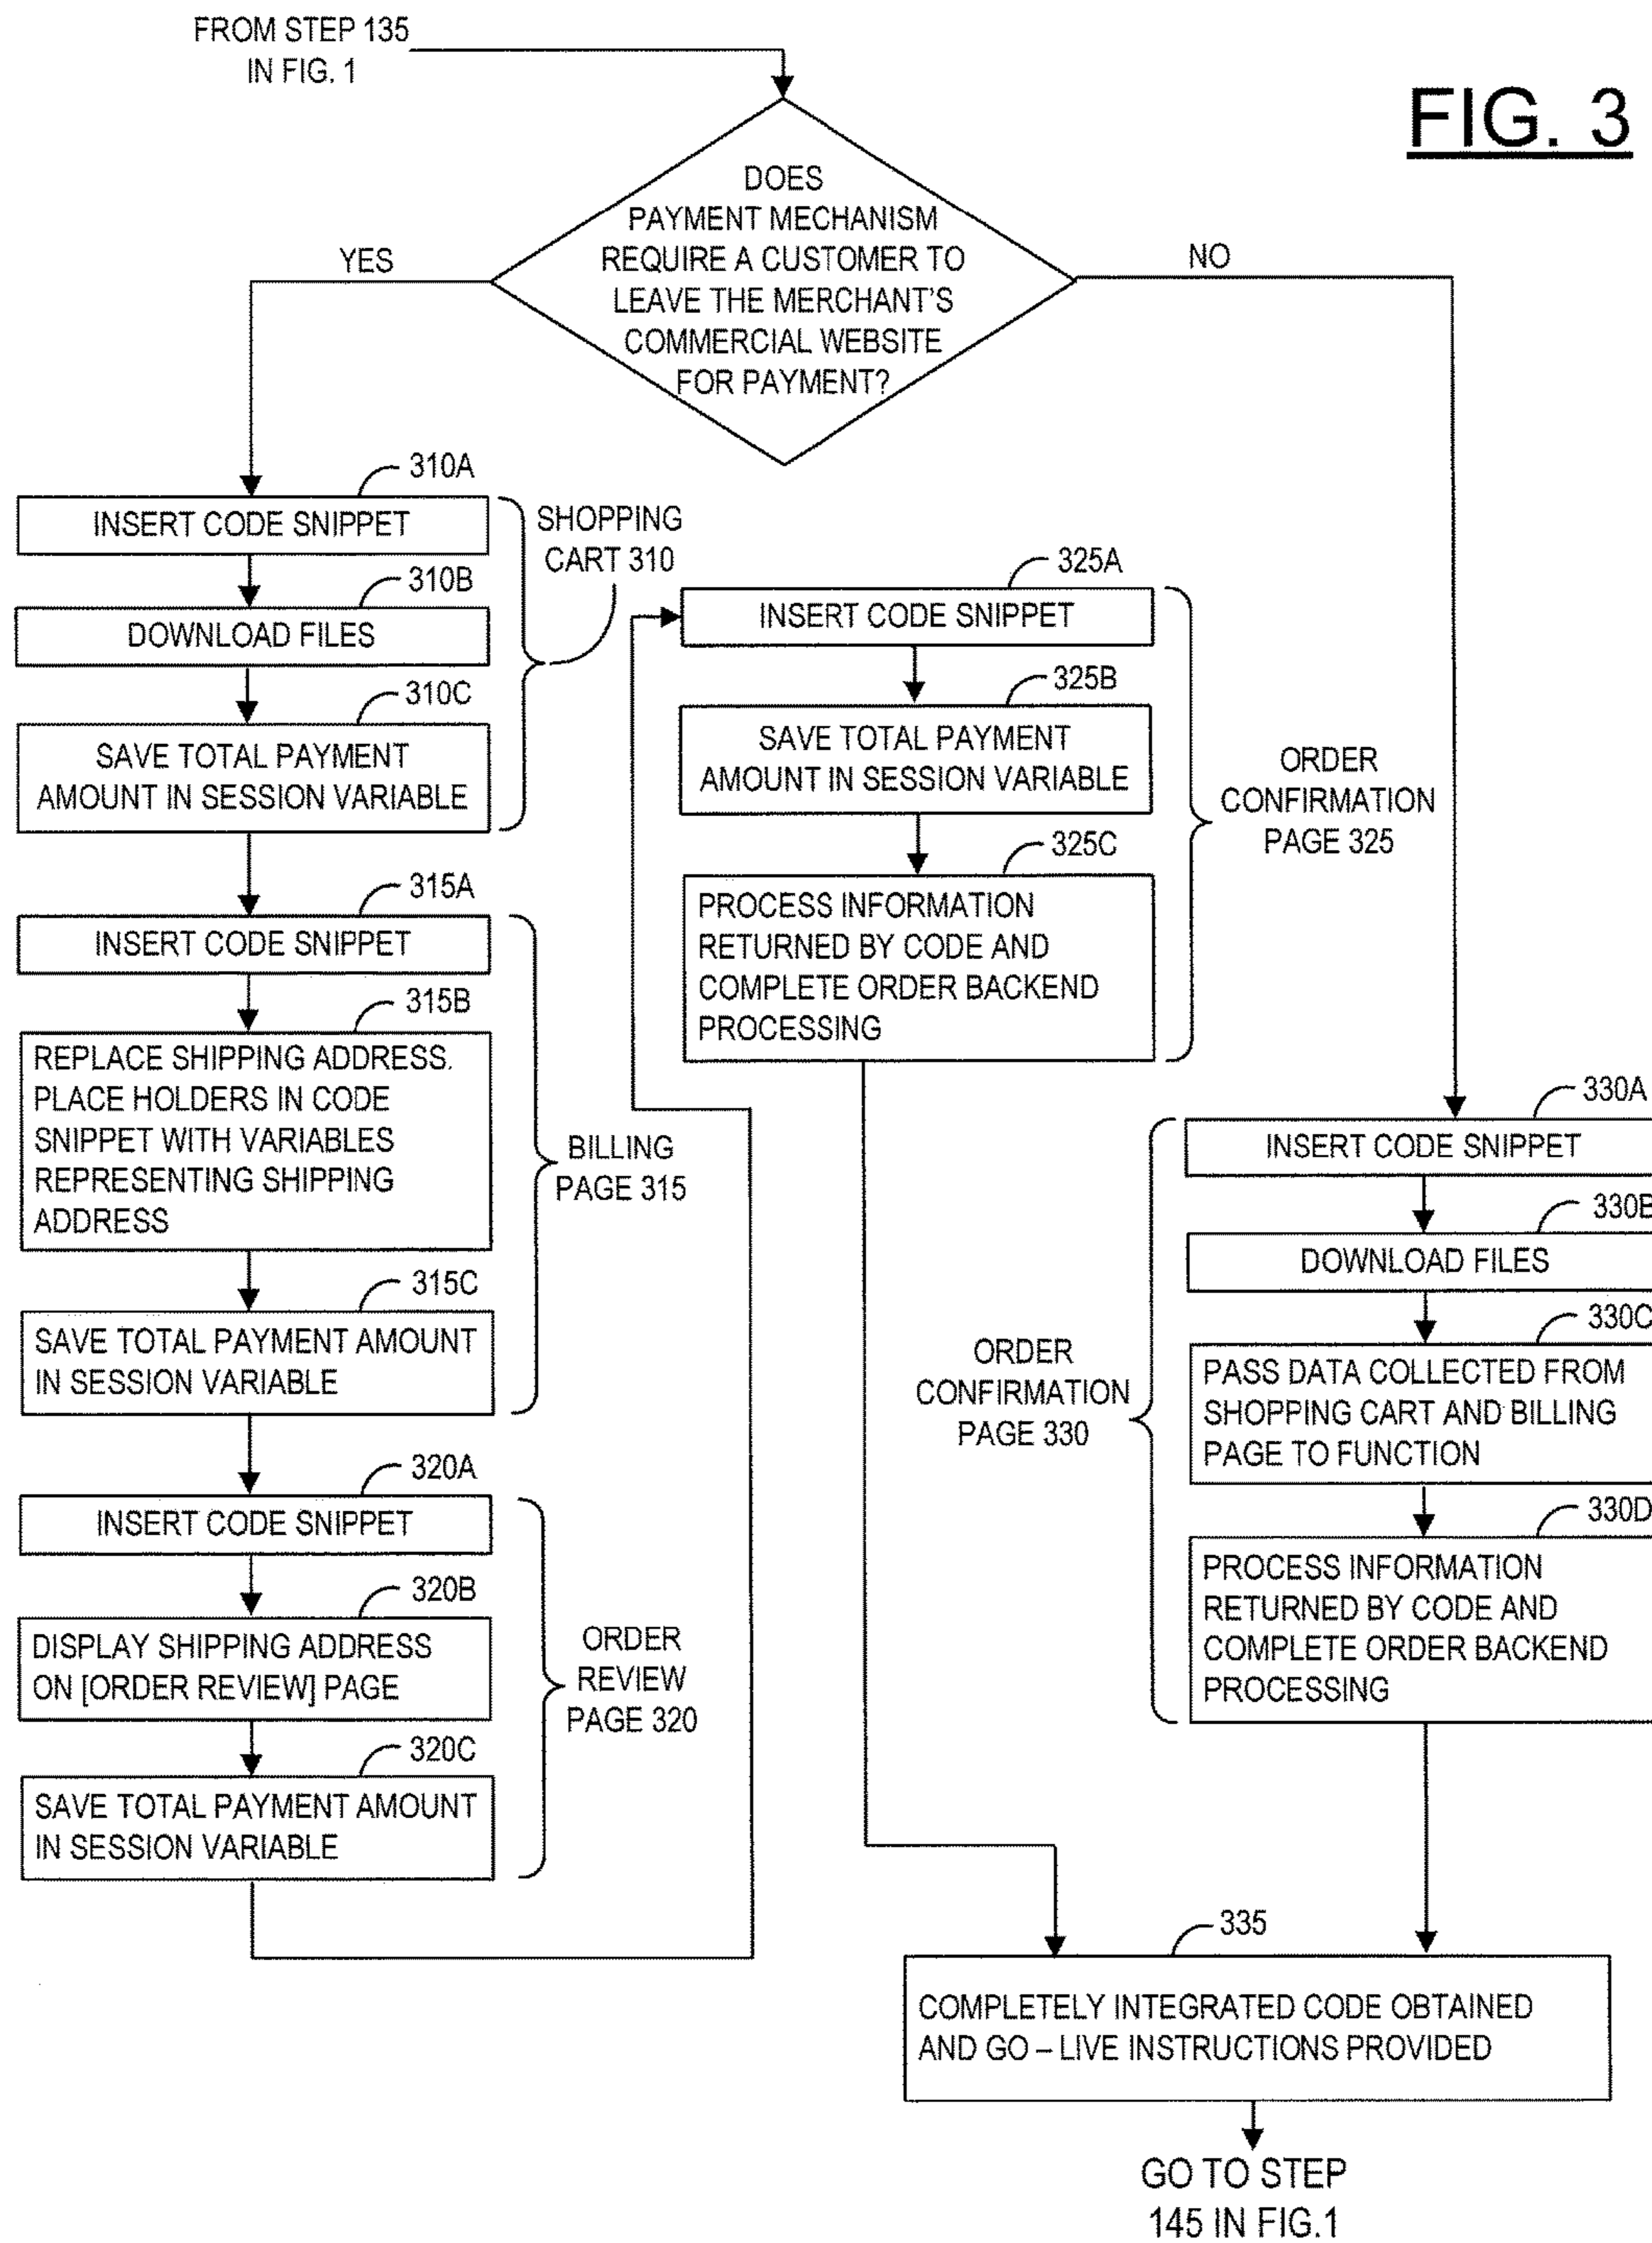 FROM STEP 135
IN FIG. 1
FIG. 3
DOES
PAYMENT MECHANISM
REQUIRE A CUSTOMER TO
LEAVE THE MERCHANT'S
COMMERCIAL WEBSITE
FOR PAYMENT?
YES
NO
310A
INSERT CODE SNIPPET
310B
DOWNLOAD FILES
310C
SAVE TOTAL PAYMENT
AMOUNT IN SESSION VARIABLE
SHOPPING
CART 310
315A
INSERT CODE SNIPPET
315B
REPLACE SHIPPING ADDRESS.
PLACE HOLDERS IN CODE
SNIPPET WITH VARIABLES
REPRESENTING SHIPPING
ADDRESS
315C
SAVE TOTAL PAYMENT AMOUNT
IN SESSION VARIABLE
BILLING
PAGE 315
320A
INSERT CODE SNIPPET
320B
DISPLAY SHIPPING ADDRESS
ON [ORDER REVIEW] PAGE
320C
SAVE TOTAL PAYMENT AMOUNT
IN SESSION VARIABLE
ORDER
REVIEW
PAGE 320
325A
INSERT CODE SNIPPET
325B
SAVE TOTAL PAYMENT
AMOUNT IN SESSION VARIABLE
325C
PROCESS INFORMATION
RETURNED BY CODE AND
COMPLETE ORDER BACKEND
PROCESSING
ORDER
CONFIRMATION
PAGE 325
330A
INSERT CODE SNIPPET
330B
DOWNLOAD FILES
330C
PASS DATA COLLECTED FROM
SHOPPING CART AND BILLING
PAGE TO FUNCTION
330D
PROCESS INFORMATION
RETURNED BY CODE AND
COMPLETE ORDER BACKEND
PROCESSING
ORDER
CONFIRMATION
PAGE 330
335
COMPLETELY INTEGRATED CODE OBTAINED
AND GO – LIVE INSTRUCTIONS PROVIDED
GO TO STEP
145 IN FIG.1